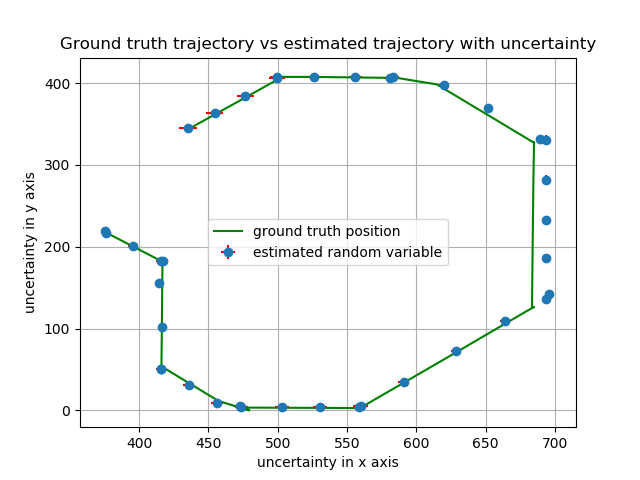 Ground truth trajectory vs estimated trajectory with uncertainty
400
300
200
100
0
uncertainty in y axis
ground truth position
estimated random variable
400 450 500 550 600 650 700
uncertainty in x axis